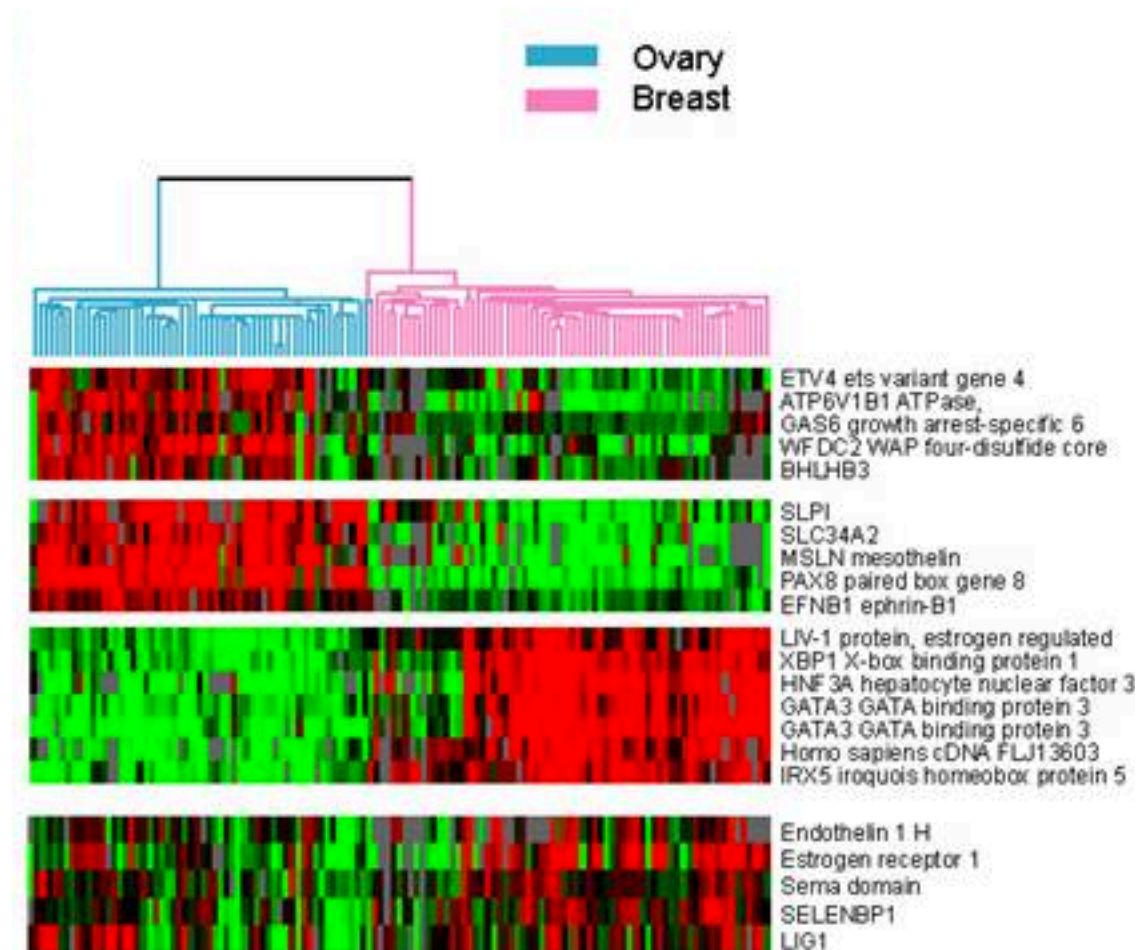 Ovary
Breast
ETV4 ets variant gene 4
ATP6V1B1 ATPase,
GAS6 growth arrest-specific 6
WFDC2 WAP four-disulfide core
BHLHB3
SLPI
SLC34A2
MSLN mesothelin
PAX8 paired box gene 8
EFNB1 ephrin-B1
LIV-1 protein, estrogen regulated
XBP1 X-box binding protein 1
HNF3A hepatocyte nuclear factor 3
GATA3 GATA binding protein 3
GATA3 GATA binding protein 3
Homo sapiens cDNA FLJ13603
IRX5 iroquois homeobox protein 5
Endothelin 1 H
Estrogen receptor 1
Sema domain
SELENBP1
LIG1